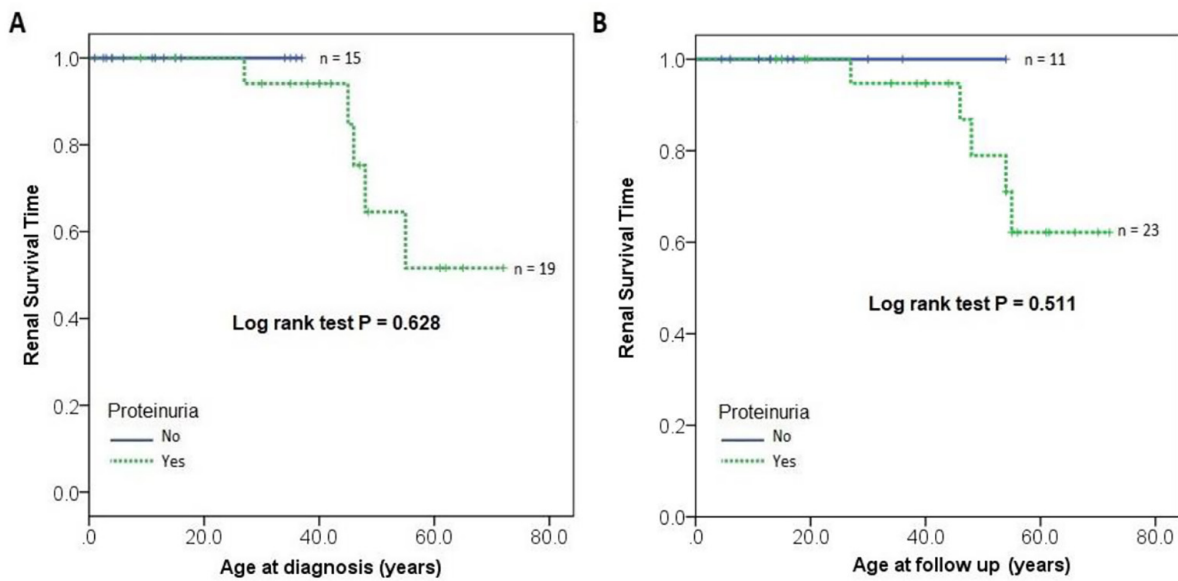 A
1.0
0.8
0.6
0.4
0.2
0.0
.0 20.0 40.0 60.0 80.0
Renal Survival Time
Age at diagnosis (years)
n = 15
n = 19
Log rank test P = 0.628
Proteinuria
No
Yes
B
1.0
0.8
0.6
0.4
0.2
0.0
.0 20.0 40.0 60.0 80.0
Renal Survival Time
Age at follow up (years)
n = 11
n = 23
Log rank test P = 0.511
Proteinuria
No
Yes